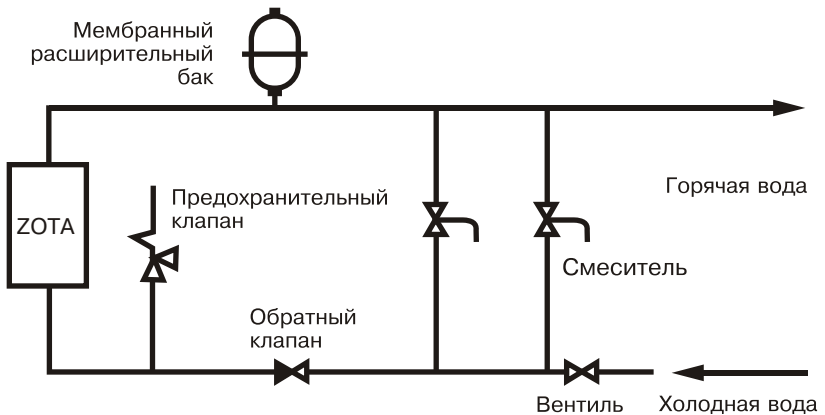 Мембранный
расширительный
бак
Горячая вода
Предохранительный
клапан
ZOTA
Смеситель
Обратный
клапан
Вентиль
Холодная вода